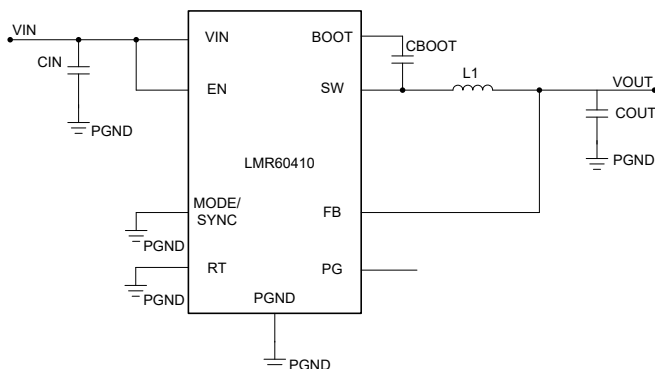 VIN
VIN
BOOT
CBOOT
CIN
L1
EN
SW
VOUT
COUT
PGND
PGND
LMR60410
MODE/
SYNC
FB
PGND
RT
PG
PGND
PGND
PGND